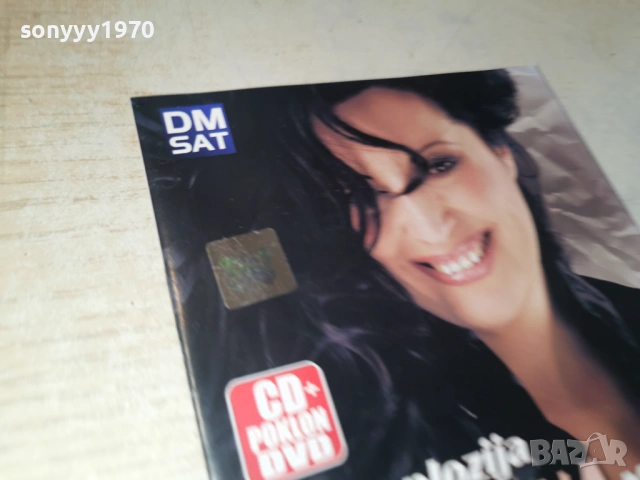 sonyyy1970
DM
SAT
CD+
POKLON
DVD
BAZAR